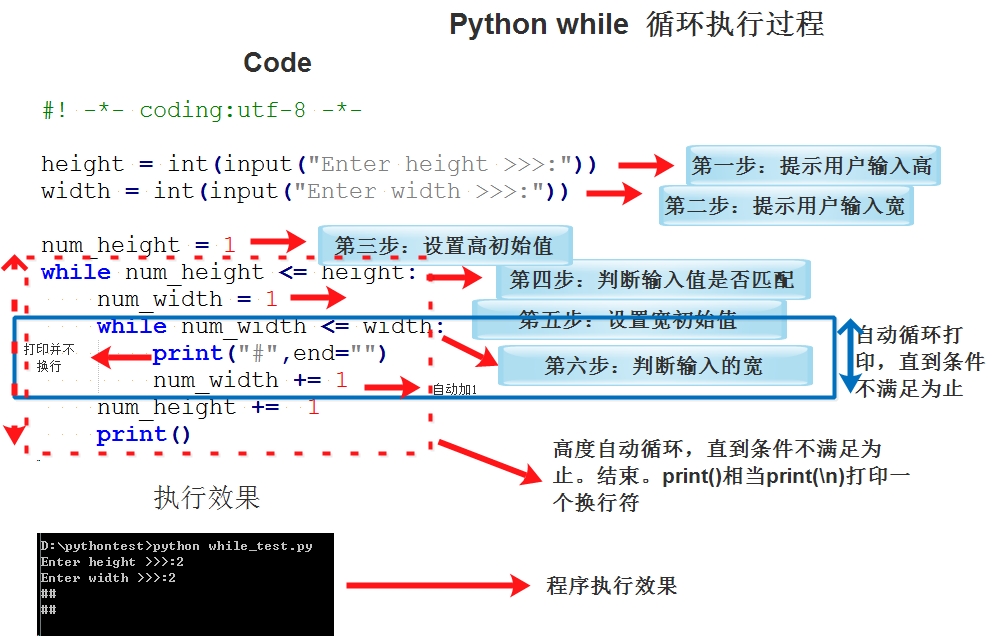 Python while 循环执行过程
Code
#! -*- coding:utf-8 -*-
height = int(input("Enter height >>>:"))
第一步：提示用户输入高
width = int(input("Enter width >>>:"))
第二步：提示用户输入宽
num_height = 1
第三步：设置高初始值
while num_height <= height:
第四步：判断输入值是否匹配
num_width = 1
第五步：设置宽初始值
while num_width <= width:
自动循环打
印，直到条件
不满足为止
打印并不
换行
print("#",end="")
第六步：判断输入的宽
num_width += 1
自动加1
num_height += 1
print()
高度自动循环，直到条件不满足为
止。结束。print()相当print(\n)打印一
个换行符
执行效果
D:\pythontest>python while_test.py
Enter height >>>:2
Enter width >>>:2
##
##
程序执行效果